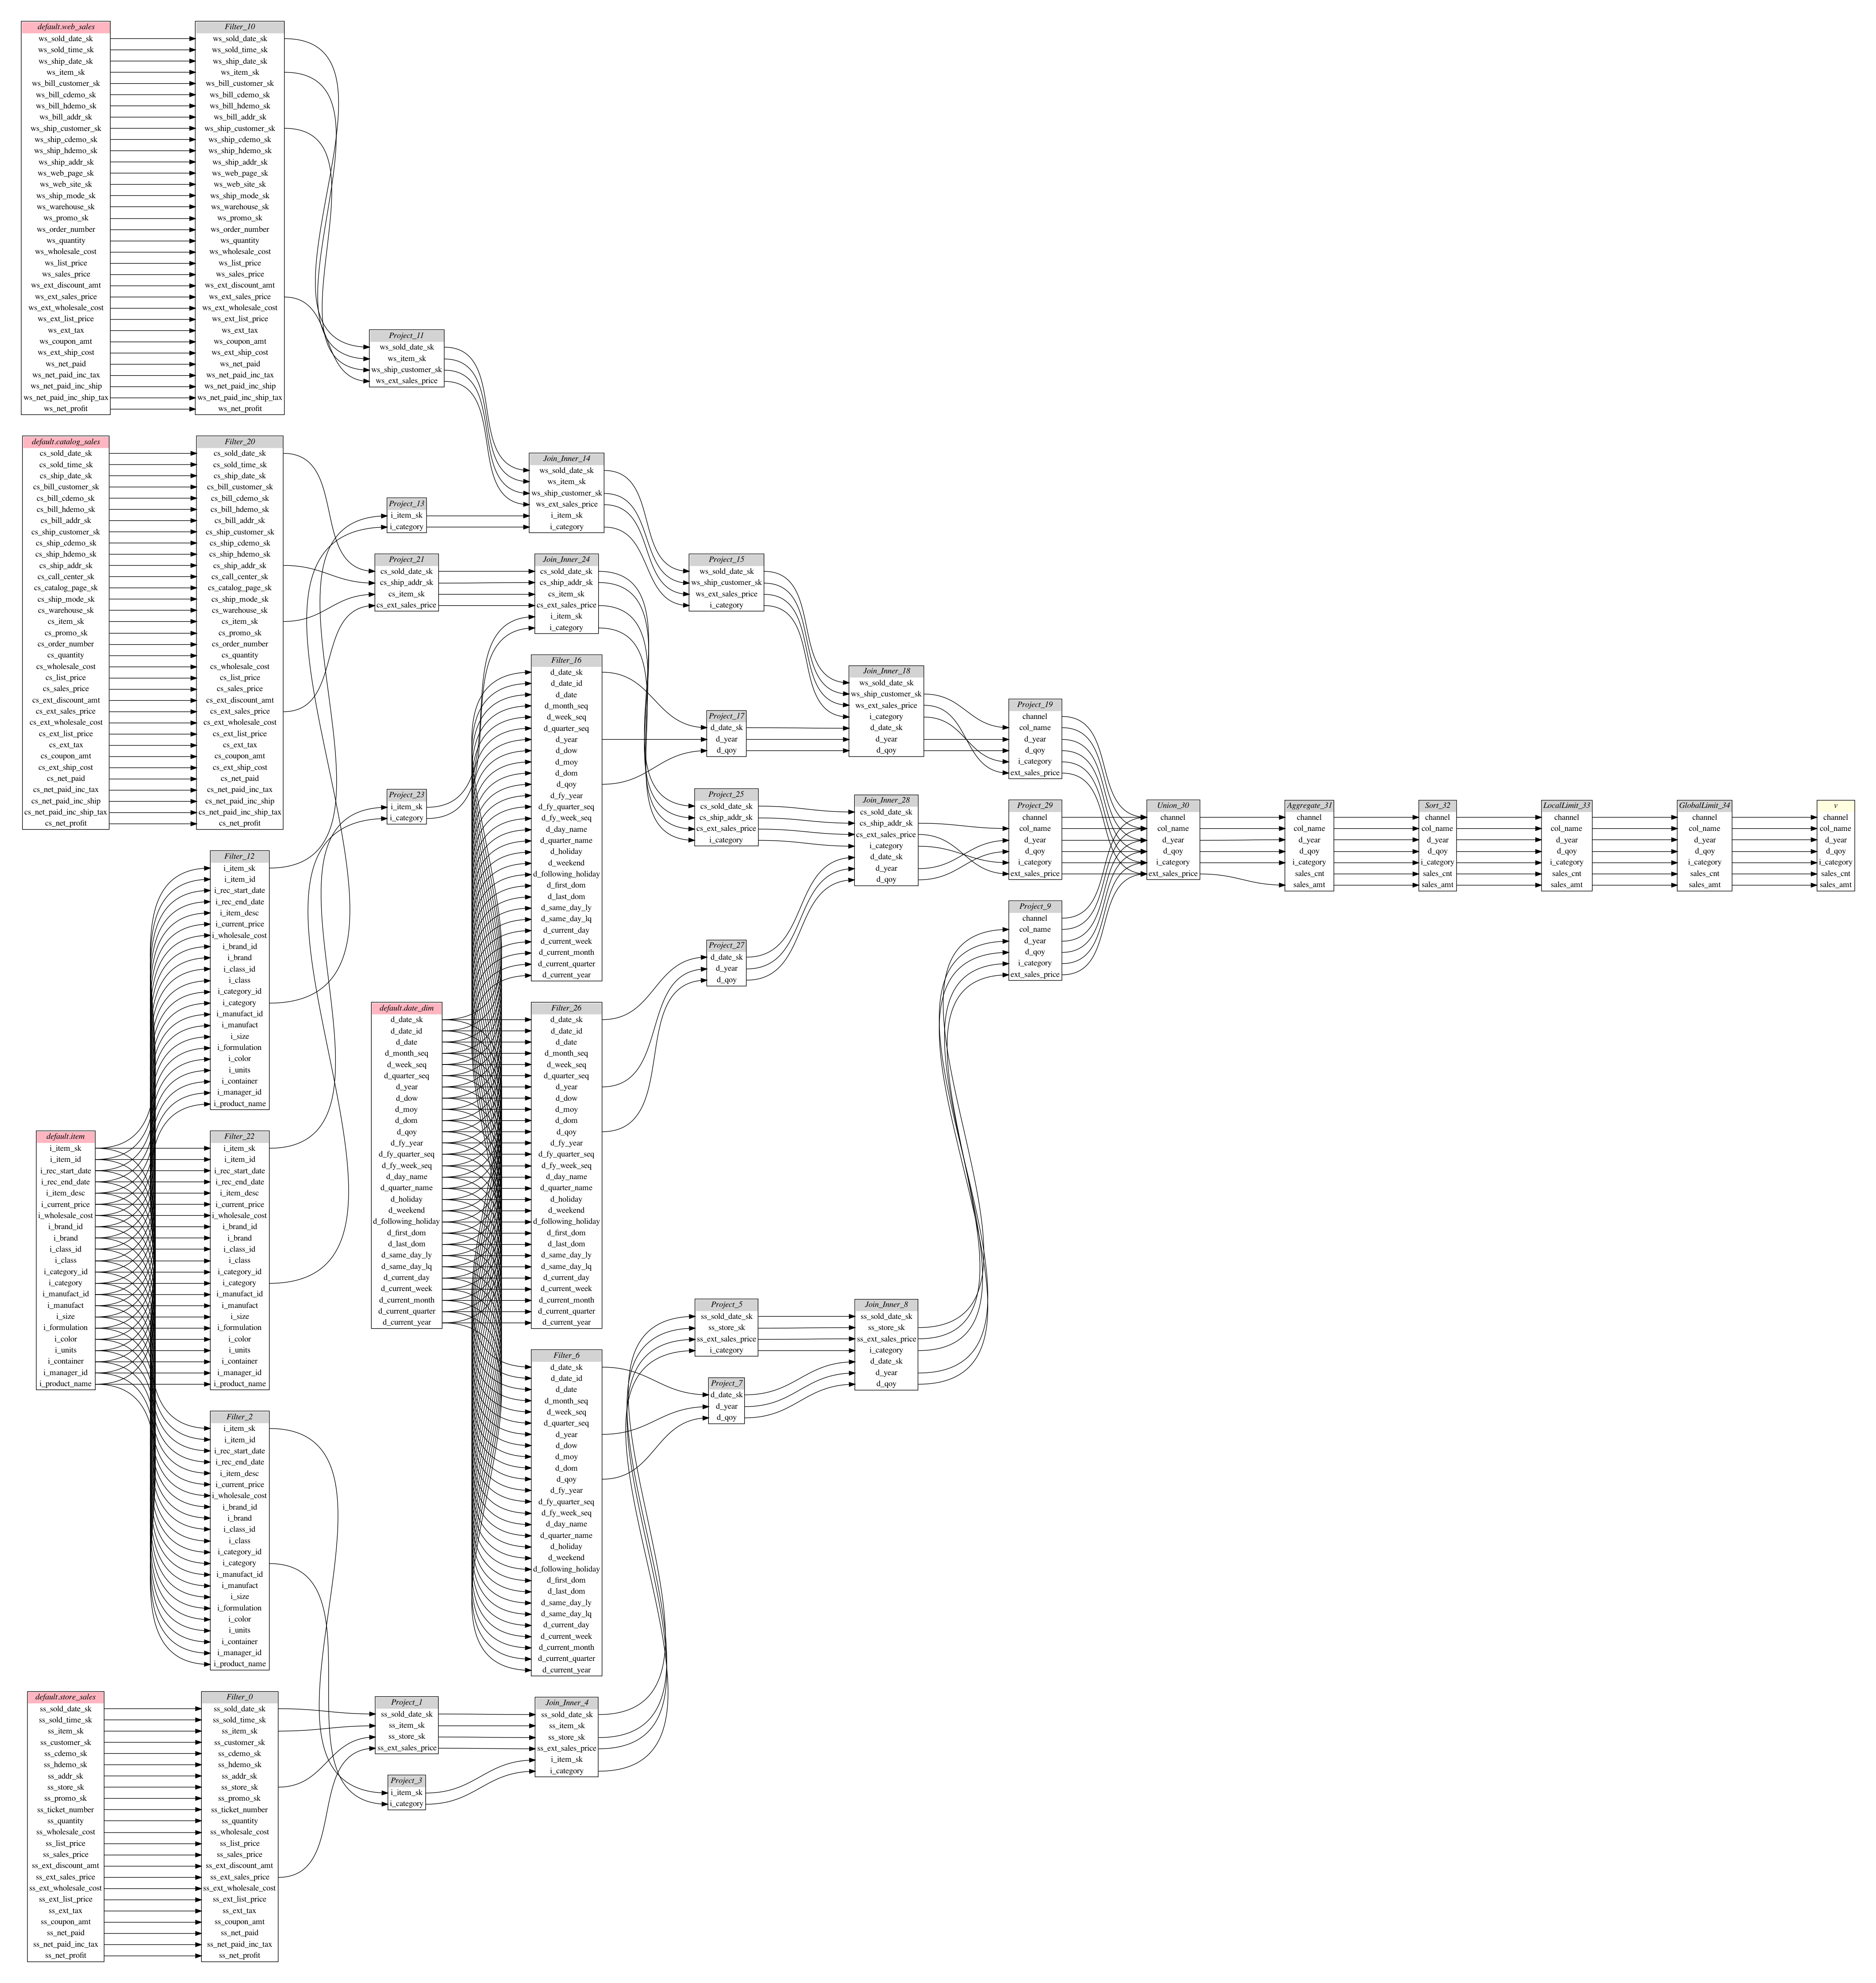 default.web_sales
ws_sold_date_sk
ws_sold_time_sk
ws_ship_date_sk
ws_item_sk
ws_bill_customer_sk
ws_bill_cdemo_sk
ws_bill_hdemo_sk
ws_bill_addr_sk
ws_ship_customer_sk
ws_ship_cdemo_sk
ws_ship_hdemo_sk
ws_ship_addr_sk
ws_web_page_sk
ws_web_site_sk
ws_ship_mode_sk
ws_warehouse_sk
ws_promo_sk
ws_order_number
ws_quantity
ws_wholesale_cost
ws_list_price
ws_sales_price
ws_ext_discount_amt
ws_ext_sales_price
ws_ext_wholesale_cost
ws_ext_list_price
ws_ext_tax
ws_coupon_amt
ws_ext_ship_cost
ws_net_paid
ws_net_paid_inc_tax
ws_net_paid_inc_ship
ws_net_paid_inc_ship_tax
ws_net_profit
Filter_10
ws_sold_date_sk
ws_sold_time_sk
ws_ship_date_sk
ws_item_sk
ws_bill_customer_sk
ws_bill_cdemo_sk
ws_bill_hdemo_sk
ws_bill_addr_sk
ws_ship_customer_sk
ws_ship_cdemo_sk
ws_ship_hdemo_sk
ws_ship_addr_sk
ws_web_page_sk
ws_web_site_sk
ws_ship_mode_sk
ws_warehouse_sk
ws_promo_sk
ws_order_number
ws_quantity
ws_wholesale_cost
ws_list_price
ws_sales_price
ws_ext_discount_amt
ws_ext_sales_price
ws_ext_wholesale_cost
ws_ext_list_price
ws_ext_tax
ws_coupon_amt
ws_ext_ship_cost
ws_net_paid
ws_net_paid_inc_tax
ws_net_paid_inc_ship
ws_net_paid_inc_ship_tax
ws_net_profit
default.catalog_sales
cs_sold_date_sk
cs_sold_time_sk
cs_ship_date_sk
cs_bill_customer_sk
cs_bill_cdemo_sk
cs_bill_hdemo_sk
cs_bill_addr_sk
cs_ship_customer_sk
cs_ship_cdemo_sk
cs_ship_hdemo_sk
cs_ship_addr_sk
cs_call_center_sk
cs_catalog_page_sk
cs_ship_mode_sk
cs_warehouse_sk
cs_item_sk
cs_promo_sk
cs_order_number
cs_quantity
cs_wholesale_cost
cs_list_price
cs_sales_price
cs_ext_discount_amt
cs_ext_sales_price
cs_ext_wholesale_cost
cs_ext_list_price
cs_ext_tax
cs_coupon_amt
cs_ext_ship_cost
cs_net_paid
cs_net_paid_inc_tax
cs_net_paid_inc_ship
cs_net_paid_inc_ship_tax
cs_net_profit
Filter_20
cs_sold_date_sk
cs_sold_time_sk
cs_ship_date_sk
cs_bill_customer_sk
cs_bill_cdemo_sk
cs_bill_hdemo_sk
cs_bill_addr_sk
cs_ship_customer_sk
cs_ship_cdemo_sk
cs_ship_hdemo_sk
cs_ship_addr_sk
cs_call_center_sk
cs_catalog_page_sk
cs_ship_mode_sk
cs_warehouse_sk
cs_item_sk
cs_promo_sk
cs_order_number
cs_quantity
cs_wholesale_cost
cs_list_price
cs_sales_price
cs_ext_discount_amt
cs_ext_sales_price
cs_ext_wholesale_cost
cs_ext_list_price
cs_ext_tax
cs_coupon_amt
cs_ext_ship_cost
cs_net_paid
cs_net_paid_inc_tax
cs_net_paid_inc_ship
cs_net_paid_inc_ship_tax
cs_net_profit
default.item
i_item_sk
i_item_id
i_rec_start_date
i_rec_end_date
i_item_desc
i_current_price
i_wholesale_cost
i_brand_id
i_brand
i_class_id
i_class
i_category_id
i_category
i_manufact_id
i_manufact
i_size
i_formulation
i_color
i_units
i_container
i_manager_id
i_product_name
Filter_12
i_item_sk
i_item_id
i_rec_start_date
i_rec_end_date
i_item_desc
i_current_price
i_wholesale_cost
i_brand_id
i_brand
i_class_id
i_class
i_category_id
i_category
i_manufact_id
i_manufact
i_size
i_formulation
i_color
i_units
i_container
i_manager_id
i_product_name
Filter_22
i_item_sk
i_item_id
i_rec_start_date
i_rec_end_date
i_item_desc
i_current_price
i_wholesale_cost
i_brand_id
i_brand
i_class_id
i_class
i_category_id
i_category
i_manufact_id
i_manufact
i_size
i_formulation
i_color
i_units
i_container
i_manager_id
i_product_name
Filter_2
i_item_sk
i_item_id
i_rec_start_date
i_rec_end_date
i_item_desc
i_current_price
i_wholesale_cost
i_brand_id
i_brand
i_class_id
i_class
i_category_id
i_category
i_manufact_id
i_manufact
i_size
i_formulation
i_color
i_units
i_container
i_manager_id
i_product_name
default.store_sales
ss_sold_date_sk
ss_sold_time_sk
ss_item_sk
ss_customer_sk
ss_cdemo_sk
ss_hdemo_sk
ss_addr_sk
ss_store_sk
ss_promo_sk
ss_ticket_number
ss_quantity
ss_wholesale_cost
ss_list_price
ss_sales_price
ss_ext_discount_amt
ss_ext_sales_price
ss_ext_wholesale_cost
ss_ext_list_price
ss_ext_tax
ss_coupon_amt
ss_net_paid
ss_net_paid_inc_tax
ss_net_profit
Filter_0
ss_sold_date_sk
ss_sold_time_sk
ss_item_sk
ss_customer_sk
ss_cdemo_sk
ss_hdemo_sk
ss_addr_sk
ss_store_sk
ss_promo_sk
ss_ticket_number
ss_quantity
ss_wholesale_cost
ss_list_price
ss_sales_price
ss_ext_discount_amt
ss_ext_sales_price
ss_ext_wholesale_cost
ss_ext_list_price
ss_ext_tax
ss_coupon_amt
ss_net_paid
ss_net_paid_inc_tax
ss_net_profit
Project_11
ws_sold_date_sk
ws_item_sk
ws_ship_customer_sk
ws_ext_sales_price
Project_13
i_item_sk
i_category
Project_21
cs_sold_date_sk
cs_ship_addr_sk
cs_item_sk
cs_ext_sales_price
Project_23
i_item_sk
i_category
default.date_dim
d_date_sk
d_date_id
d_date
d_month_seq
d_week_seq
d_quarter_seq
d_year
d_dow
d_moy
d_dom
d_qoy
d_fy_year
d_fy_quarter_seq
d_fy_week_seq
d_day_name
d_quarter_name
d_holiday
d_weekend
d_following_holiday
d_first_dom
d_last_dom
d_same_day_ly
d_same_day_lq
d_current_day
d_current_week
d_current_month
d_current_quarter
d_current_year
Project_1
ss_sold_date_sk
ss_item_sk
ss_store_sk
ss_ext_sales_price
Project_3
i_item_sk
i_category
Join_Inner_14
ws_sold_date_sk
ws_item_sk
ws_ship_customer_sk
ws_ext_sales_price
i_item_sk
i_category
Join_Inner_24
cs_sold_date_sk
cs_ship_addr_sk
cs_item_sk
cs_ext_sales_price
i_item_sk
i_category
Filter_16
d_date_sk
d_date_id
d_date
d_month_seq
d_week_seq
d_quarter_seq
d_year
d_dow
d_moy
d_dom
d_qoy
d_fy_year
d_fy_quarter_seq
d_fy_week_seq
d_day_name
d_quarter_name
d_holiday
d_weekend
d_following_holiday
d_first_dom
d_last_dom
d_same_day_ly
d_same_day_lq
d_current_day
d_current_week
d_current_month
d_current_quarter
d_current_year
Filter_26
d_date_sk
d_date_id
d_date
d_month_seq
d_week_seq
d_quarter_seq
d_year
d_dow
d_moy
d_dom
d_qoy
d_fy_year
d_fy_quarter_seq
d_fy_week_seq
d_day_name
d_quarter_name
d_holiday
d_weekend
d_following_holiday
d_first_dom
d_last_dom
d_same_day_ly
d_same_day_lq
d_current_day
d_current_week
d_current_month
d_current_quarter
d_current_year
Filter_6
d_date_sk
d_date_id
d_date
d_month_seq
d_week_seq
d_quarter_seq
d_year
d_dow
d_moy
d_dom
d_qoy
d_fy_year
d_fy_quarter_seq
d_fy_week_seq
d_day_name
d_quarter_name
d_holiday
d_weekend
d_following_holiday
d_first_dom
d_last_dom
d_same_day_ly
d_same_day_lq
d_current_day
d_current_week
d_current_month
d_current_quarter
d_current_year
Join_Inner_4
ss_sold_date_sk
ss_item_sk
ss_store_sk
ss_ext_sales_price
i_item_sk
i_category
Project_15
ws_sold_date_sk
ws_ship_customer_sk
ws_ext_sales_price
i_category
Project_17
d_date_sk
d_year
d_qoy
Project_25
cs_sold_date_sk
cs_ship_addr_sk
cs_ext_sales_price
i_category
Project_27
d_date_sk
d_year
d_qoy
Project_5
ss_sold_date_sk
ss_store_sk
ss_ext_sales_price
i_category
Project_7
d_date_sk
d_year
d_qoy
Join_Inner_18
ws_sold_date_sk
ws_ship_customer_sk
ws_ext_sales_price
i_category
d_date_sk
d_year
d_qoy
Join_Inner_28
cs_sold_date_sk
cs_ship_addr_sk
cs_ext_sales_price
i_category
d_date_sk
d_year
d_qoy
Join_Inner_8
ss_sold_date_sk
ss_store_sk
ss_ext_sales_price
i_category
d_date_sk
d_year
d_qoy
Project_19
channel
col_name
d_year
d_qoy
i_category
ext_sales_price
Project_29
channel
col_name
d_year
d_qoy
i_category
ext_sales_price
Project_9
channel
col_name
d_year
d_qoy
i_category
ext_sales_price
Union_30
channel
col_name
d_year
d_qoy
i_category
ext_sales_price
Aggregate_31
channel
col_name
d_year
d_qoy
i_category
sales_cnt
sales_amt
Sort_32
channel
col_name
d_year
d_qoy
i_category
sales_cnt
sales_amt
LocalLimit_33
channel
col_name
d_year
d_qoy
i_category
sales_cnt
sales_amt
GlobalLimit_34
channel
col_name
d_year
d_qoy
i_category
sales_cnt
sales_amt
v
channel
col_name
d_year
d_qoy
i_category
sales_cnt
sales_amt